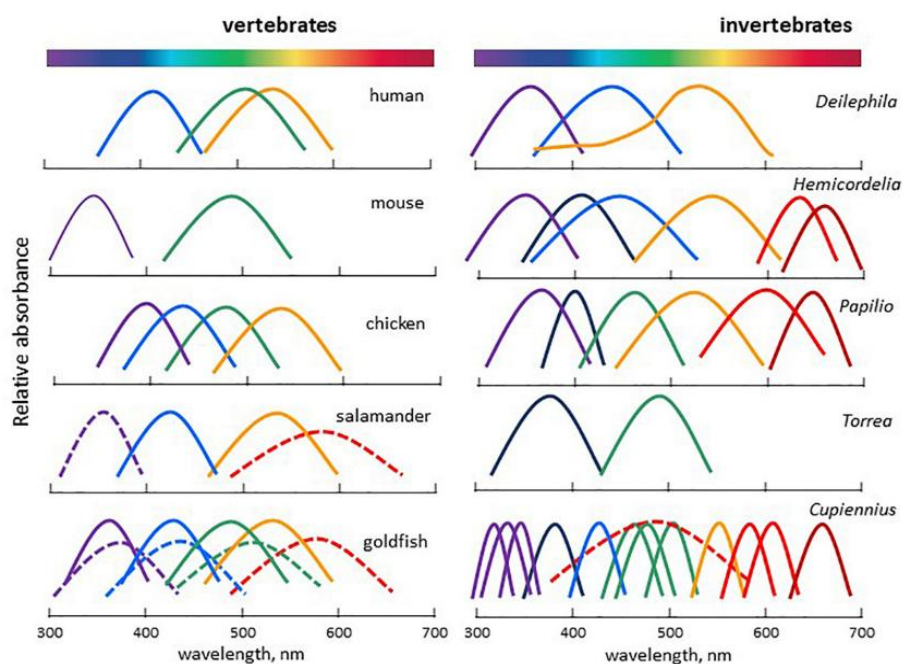 vertebrates
human
mouse
chicken
salamander
goldfish
Relative absorbance
300 400 500 600 700
wavelength, nm
invertebrates
Deilephila
Hemicordelia
Papilio
Torrea
Cupiennius
300 400 500 600 700
wavelength, nm